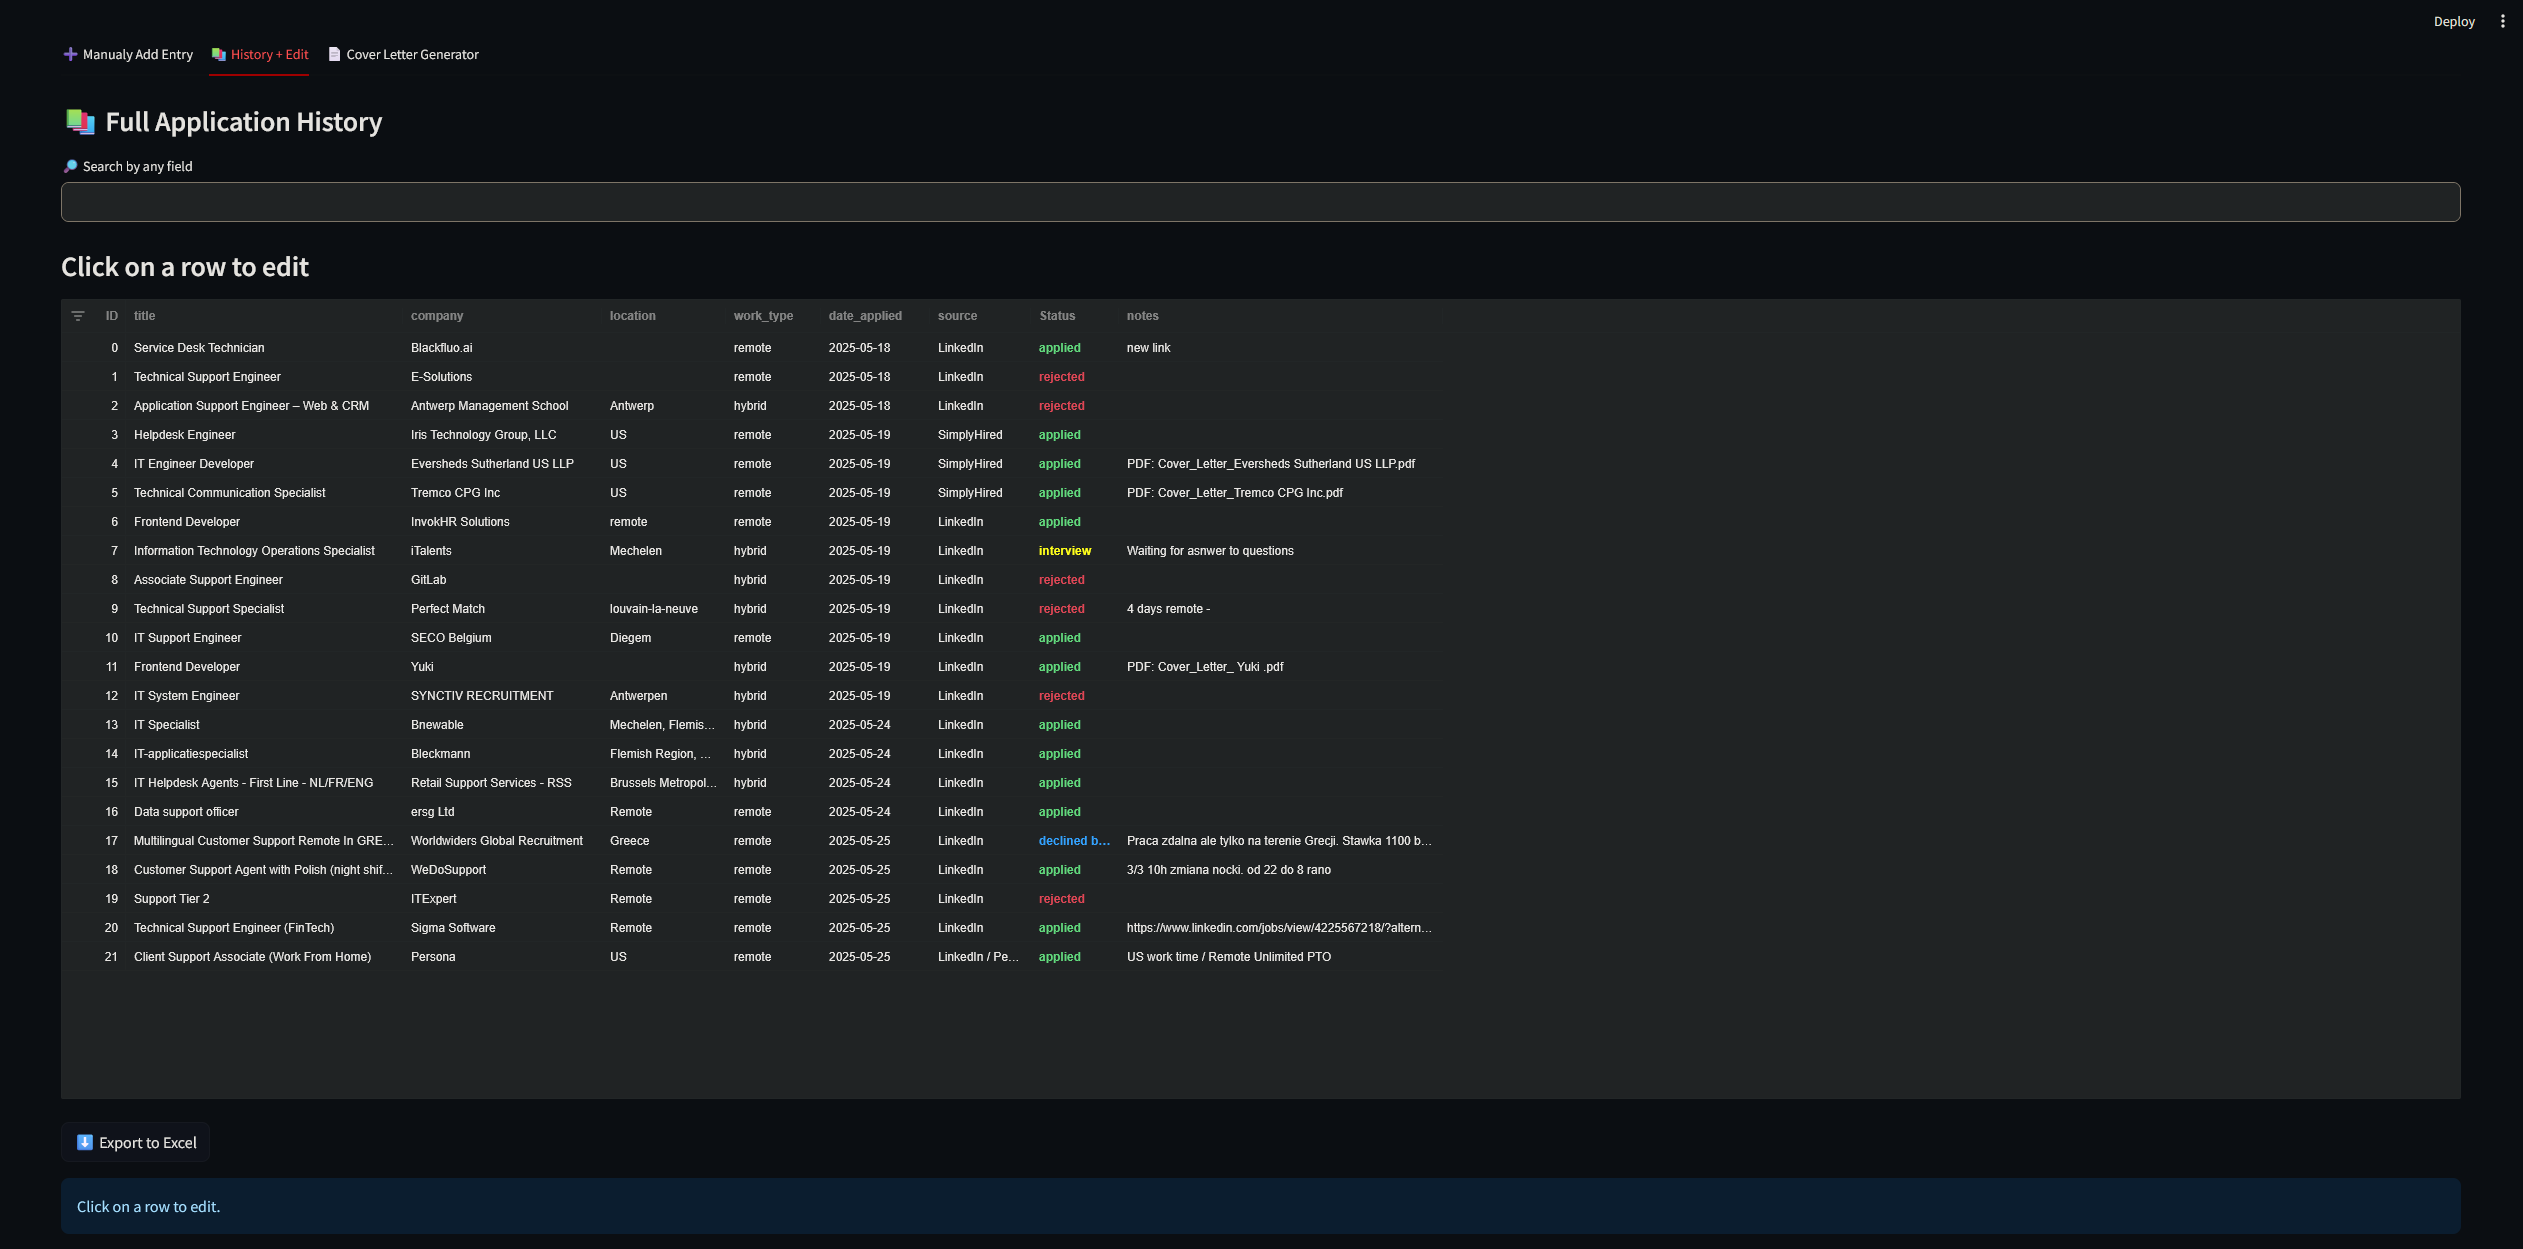 Deploy
Manualy Add Entry History + Edit Cover Letter Generator
Full Application History
Search by any field
Click on a row to edit
ID title company location work_type date_applied source Status notes
0 Service Desk Technician Blackfluo.ai remote 2025-05-18 LinkedIn applied new link
1 Technical Support Engineer E-Solutions remote 2025-05-18 LinkedIn rejected
2 Application Support Engineer – Web & CRM Antwerp Management School Antwerp hybrid 2025-05-18 LinkedIn rejected
3 Helpdesk Engineer Iris Technology Group, LLC US remote 2025-05-19 SimplyHired applied
4 IT Engineer Developer Eversheds Sutherland US LLP US remote 2025-05-19 SimplyHired applied PDF: Cover_Letter_Eversheds Sutherland US LLP.pdf
5 Technical Communication Specialist Tremco CPG Inc US remote 2025-05-19 SimplyHired applied PDF: Cover_Letter_Tremco CPG Inc.pdf
6 Frontend Developer InvokHR Solutions remote remote 2025-05-19 LinkedIn applied
7 Information Technology Operations Specialist iTalents Mechelen hybrid 2025-05-19 LinkedIn interview Waiting for asnwer to questions
8 Associate Support Engineer GitLab hybrid 2025-05-19 LinkedIn rejected
9 Technical Support Specialist Perfect Match louvain-la-neuve hybrid 2025-05-19 LinkedIn rejected 4 days remote -
10 IT Support Engineer SECO Belgium Diegem remote 2025-05-19 LinkedIn applied
11 Frontend Developer Yuki hybrid 2025-05-19 LinkedIn applied PDF: Cover_Letter_ Yuki .pdf
12 IT System Engineer SYNCTIV RECRUITMENT Antwerpen hybrid 2025-05-19 LinkedIn rejected
13 IT Specialist Bnewable Mechelen, Flemis... hybrid 2025-05-24 LinkedIn applied
14 IT-applicatiespecialist Bleckmann Flemish Region, ... hybrid 2025-05-24 LinkedIn applied
15 IT Helpdesk Agents - First Line - NL/FR/ENG Retail Support Services - RSS Brussels Metropol... hybrid 2025-05-24 LinkedIn applied
16 Data support officer ersg Ltd Remote remote 2025-05-24 LinkedIn applied
17 Multilingual Customer Support Remote In GRE... Worldwiders Global Recruitment Greece remote 2025-05-25 LinkedIn declined b... Praca zdalna ale tylko na terenie Grecji. Stawka 1100 b...
18 Customer Support Agent with Polish (night shif... WeDoSupport Remote remote 2025-05-25 LinkedIn applied 3/3 10h zmiana nocki. od 22 do 8 rano
19 Support Tier 2 ITExpert Remote remote 2025-05-25 LinkedIn rejected
20 Technical Support Engineer (FinTech) Sigma Software Remote remote 2025-05-25 LinkedIn applied https://www.linkedin.com/jobs/view/4225567218/?altern...
21 Client Support Associate (Work From Home) Persona US remote 2025-05-25 LinkedIn / Pe... applied US work time / Remote Unlimited PTO
Export to Excel
Click on a row to edit.